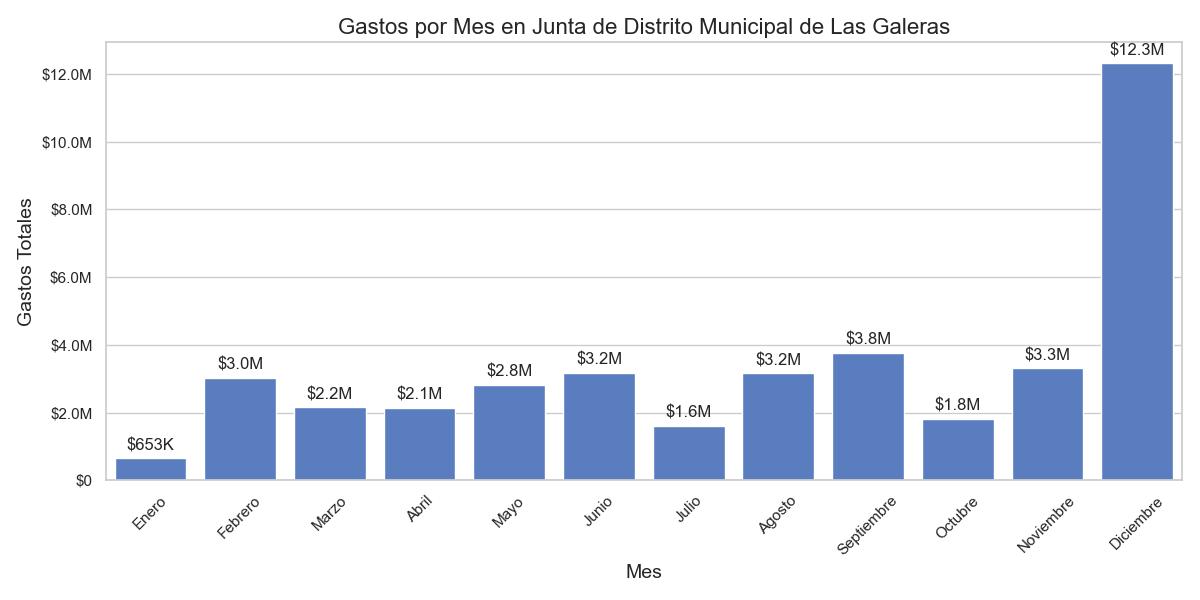 Gastos por Mes en Junta de Distrito Municipal de Las Galeras
Gastos Totales
$12.0M
$10.0M
$8.0M
$6.0M
$4.0M
$2.0M
$0
$653K
$3.0M
$2.2M
$2.1M
$2.8M
$3.2M
$1.6M
$3.2M
$3.8M
$1.8M
$3.3M
$12.3M
Enero
Febrero
Marzo
Abril
Mayo
Junio
Julio
Agosto
Septiembre
Octubre
Noviembre
Diciembre
Mes